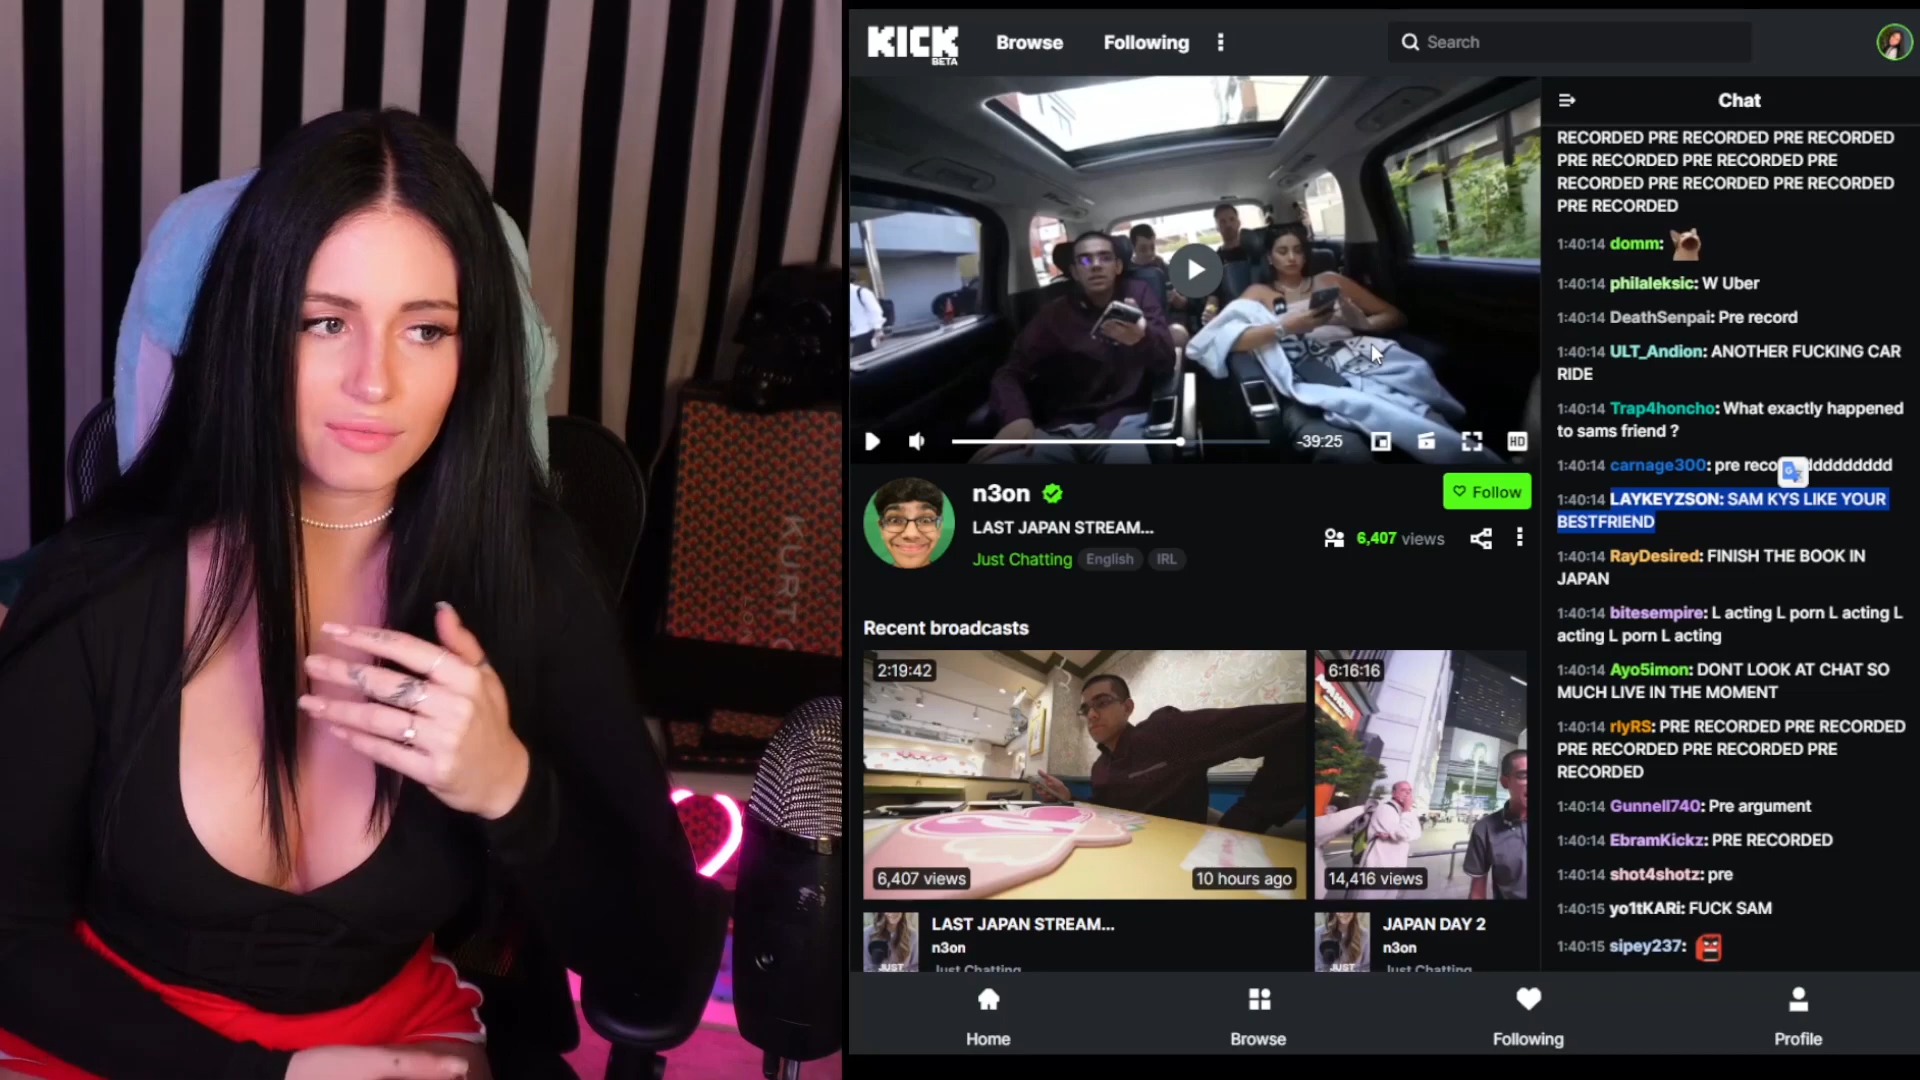 KICK
BETA
Browse
Following
Search
Chat
RECORDED PRE RECORDED PRE RECORDED
PRE RECORDED PRE RECORDED PRE
RECORDED PRE RECORDED PRE RECORDED
PRE RECORDED
1:40:14 domm:
1:40:14 philaleksic: W Uber
1:40:14 DeathSenpai: Pre record
1:40:14 ULT_Andion: ANOTHER FUCKING CAR
RIDE
1:40:14 Trap4honcho: What exactly happened
to sams friend ?
1:40:14 carnage300: pre
1:40:14 LAYKEYZSON: SAM KYS LIKE YOUR
BESTFRIEND
1:40:14 RayDesired: FINISH THE BOOK IN
JAPAN
1:40:14 bitesempire: L acting L porn L acting L
acting L porn L acting
1:40:14 Ayo5imon: DONT LOOK AT CHAT SO
MUCH LIVE IN THE MOMENT
1:40:14 rlyRS: PRE RECORDED PRE RECORDED
PRE RECORDED PRE RECORDED PRE
RECORDED
1:40:14 Gunnell740: Pre argument
1:40:14 EbramKickz: PRE RECORDED
1:40:14 shot4shotz: pre
1:40:15 yo1tKARi: FUCK SAM
1:40:15 sipey237:
-39:25
HD
n3on
Follow
LAST JAPAN STREAM...
6,407 views
Just Chatting
English
IRL
Recent broadcasts
2:19:42
6,407 views
10 hours ago
LAST JAPAN STREAM...
n3on
Just Chatting
6:16:16
14,416 views
JAPAN DAY 2
n3on
Just Chatting
Home
Browse
Following
Profile
KURT